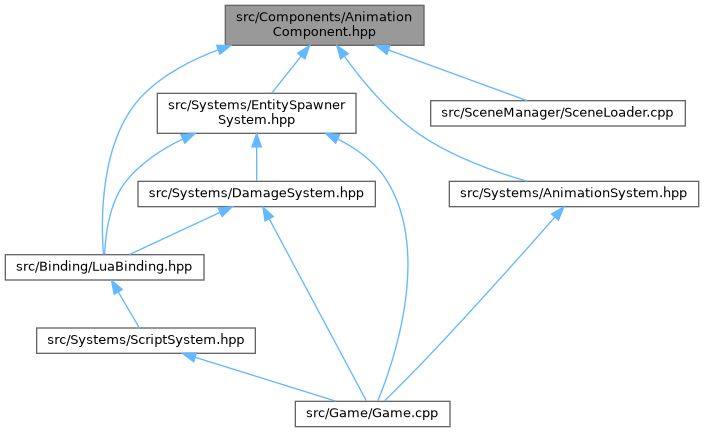 src/Components/Animation
Component.hpp
src/Systems/EntitySpawner
System.hpp
src/SceneManager/SceneLoader.cpp
src/Systems/DamageSystem.hpp
src/Systems/AnimationSystem.hpp
src/Binding/LuaBinding.hpp
src/Systems/ScriptSystem.hpp
src/Game/Game.cpp